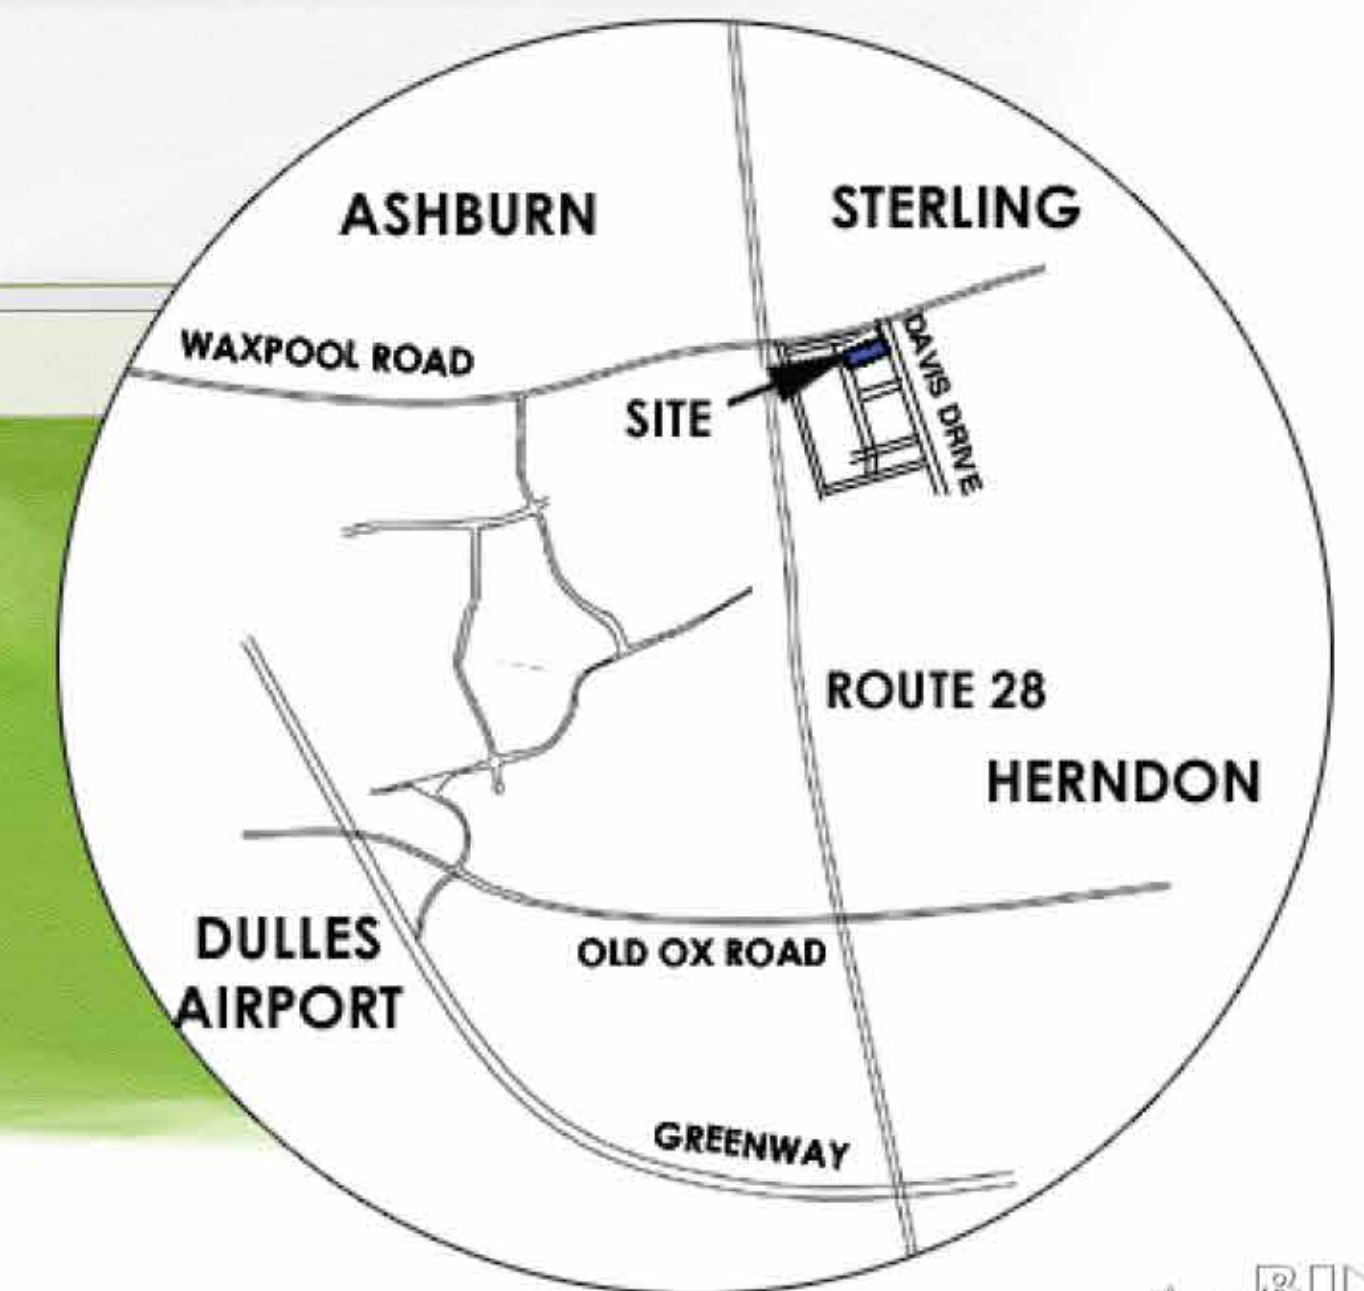 ASHBURN
STERLING
WAXPOOL ROAD
DAVIS DRIVE
SITE
ROUTE 28
HERNDON
DULLES
AIRPORT
OLD OX ROAD
GREENWAY